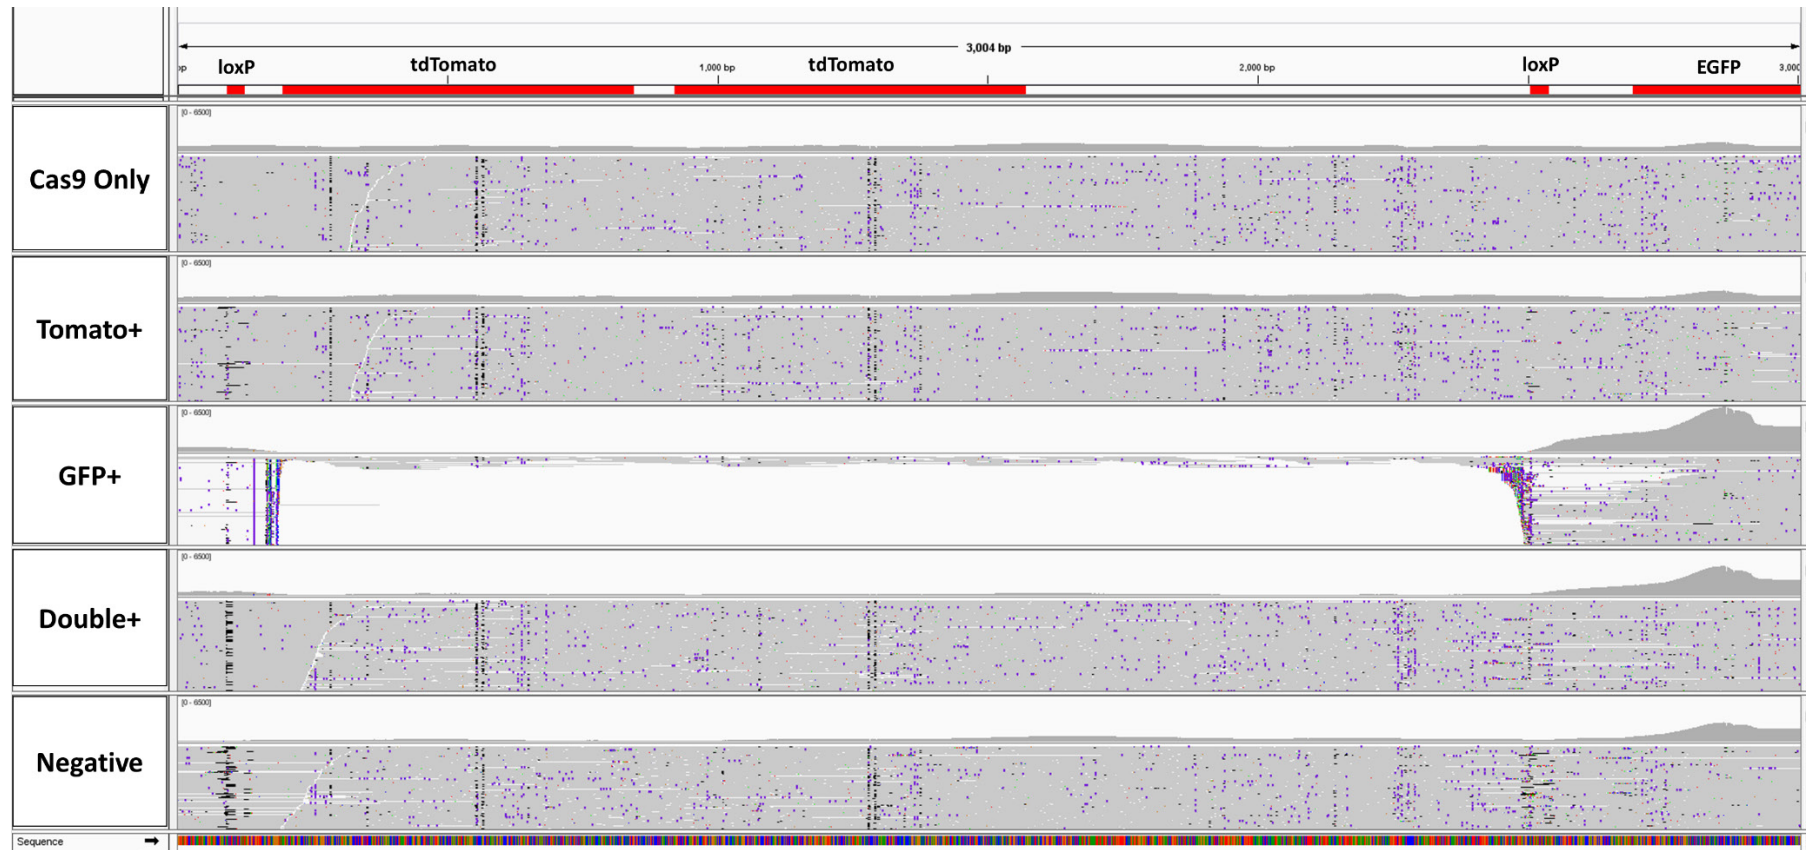 3,004 bp
bp loxP tdTomato 1,000 bp tdTomato 2,000 bp loxP EGFP 3,000
[0 - 6500]
Cas9 Only
[0 - 6500]
Tomato+
[0 - 6500]
GFP+
[0 - 6500]
Double+
[0 - 6500]
Negative
Sequence